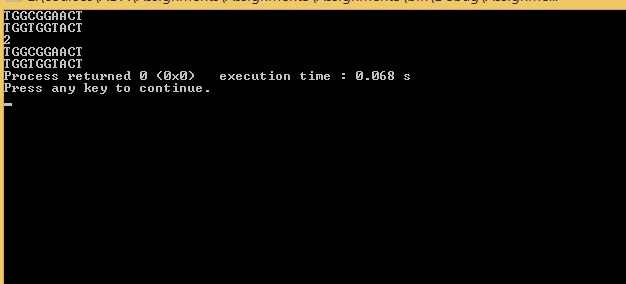 TGGCGGAACT
TGGTGGTACT
2
TGGCGGAACT
TGGTGGTACT
Process returned 0 (0x0)   execution time : 0.068 s
Press any key to continue.